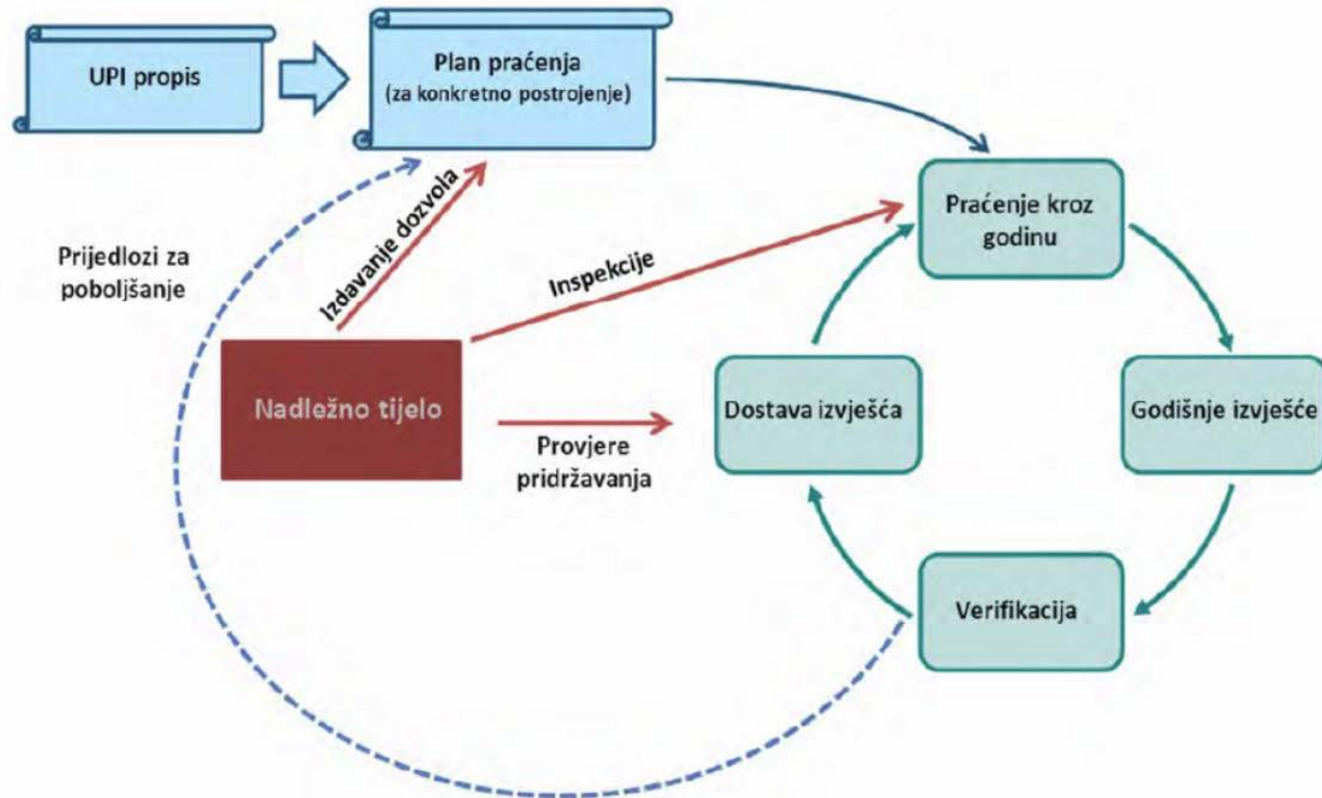 UPI propis
Plan praćenja
(za konkretno postrojenje)
Izdavanje dozvola
Praćenje kroz
godinu
Prijedlozi za
poboljšanje
Inspekcije
Nadležno tijelo
Dostava izvješća
Godišnje izvješće
Provjere
pridržavanja
Verifikacija